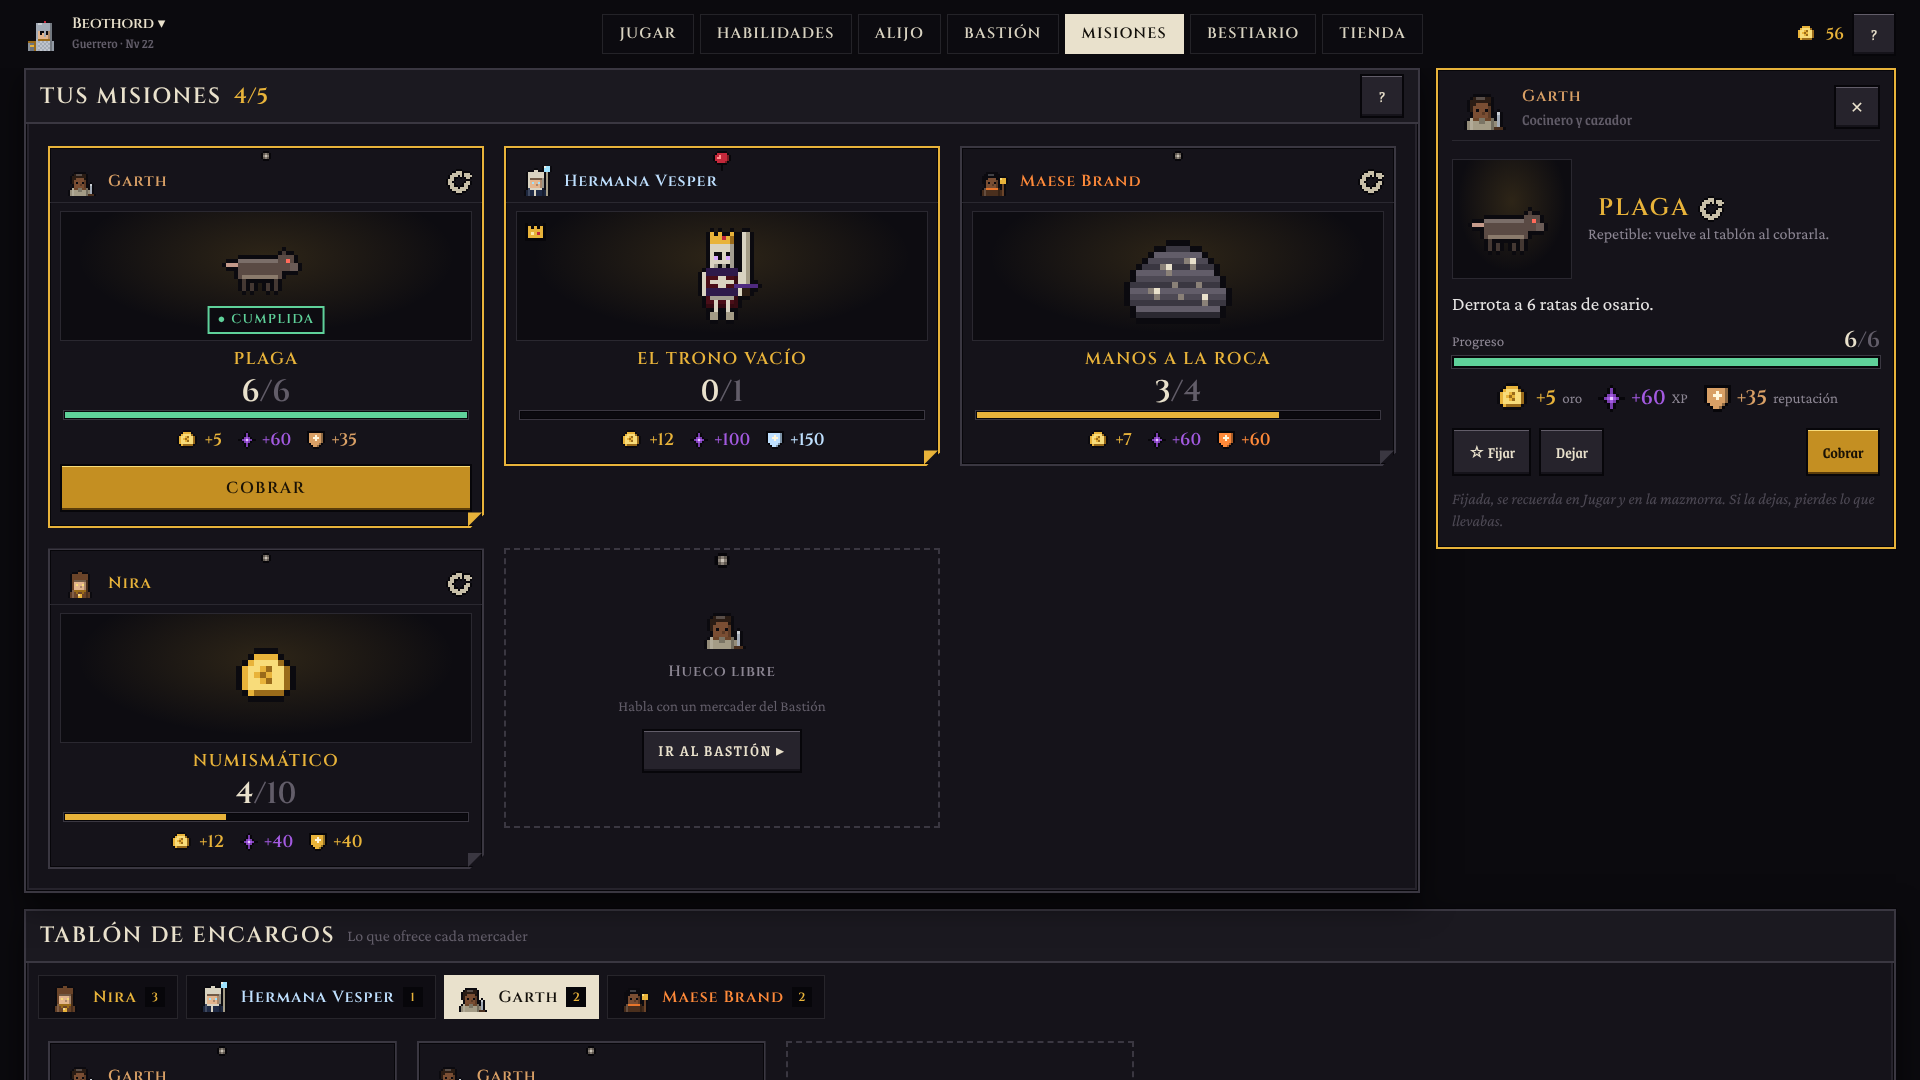 BEOTHORD ▾
Guerrero · Nv 22
JUGAR
HABILIDADES
ALIJO
BASTIÓN
MISIONES
BESTIARIO
TIENDA
56
?
TUS MISIONES 4/5
?
GARTH
CUMPLIDA
PLAGA
6/6
+5 +60 +35
COBRAR
HERMANA VESPER
EL TRONO VACÍO
0/1
+12 +100 +150
MAESE BRAND
MANOS A LA ROCA
3/4
+7 +60 +60
NIRA
NUMISMÁTICO
4/10
+12 +40 +40
HUECO LIBRE
Habla con un mercader del Bastión
IR AL BASTIÓN ▸
GARTH
Cocinero y cazador
✕
PLAGA
Repetible: vuelve al tablón al cobrarla.
Derrota a 6 ratas de osario.
Progreso 6/6
+5 oro +60 XP +35 reputación
☆ Fijar
Dejar
Cobrar
Fijada, se recuerda en Jugar y en la mazmorra. Si la dejas, pierdes lo que
llevabas.
TABLÓN DE ENCARGOS Lo que ofrece cada mercader
NIRA 3
HERMANA VESPER 1
GARTH 2
MAESE BRAND 2
GARTH
GARTH